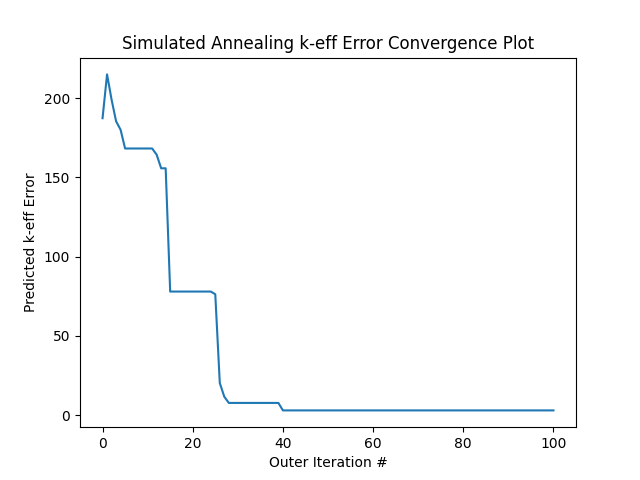 Simulated Annealing k-eff Error Convergence Plot
200
150
100
50
0
Predicted k-eff Error
0 20 40 60 80 100
Outer Iteration #